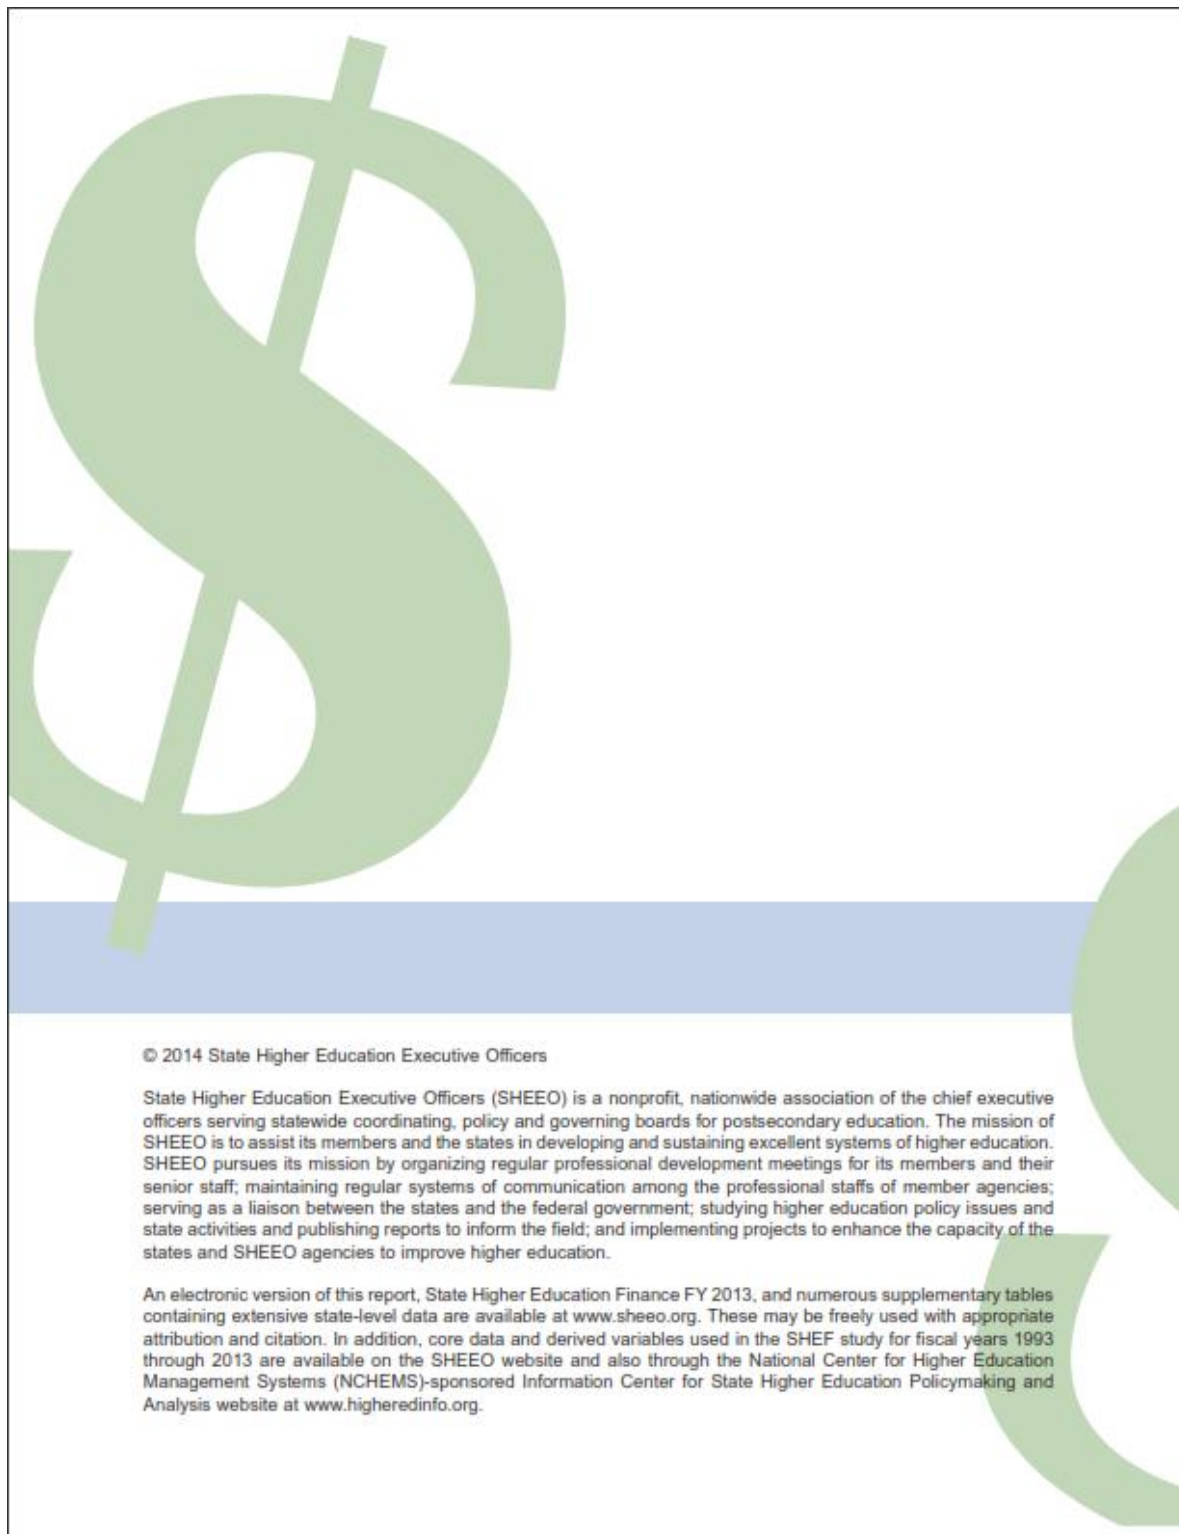 © 2014 State Higher Education Executive Officers
State Higher Education Executive Officers (SHEEO) is a nonprofit, nationwide association of the chief executive
officers serving statewide coordinating, policy and governing boards for postsecondary education. The mission of
SHEEO is to assist its members and the states in developing and sustaining excellent systems of higher education.
SHEEO pursues its mission by organizing regular professional development meetings for its members and their
senior staff; maintaining regular systems of communication among the professional staffs of member agencies;
serving as a liaison between the states and the federal government; studying higher education policy issues and
state activities and publishing reports to inform the field; and implementing projects to enhance the capacity of the
states and SHEEO agencies to improve higher education.
An electronic version of this report, State Higher Education Finance FY 2013, and numerous supplementary tables
containing extensive state-level data are available at www.sheeo.org. These may be freely used with appropriate
attribution and citation. In addition, core data and derived variables used in the SHEF study for fiscal years 1993
through 2013 are available on the SHEEO website and also through the National Center for Higher Education
Management Systems (NCHEMS)-sponsored Information Center for State Higher Education Policymaking and
Analysis website at www.higheredinfo.org.